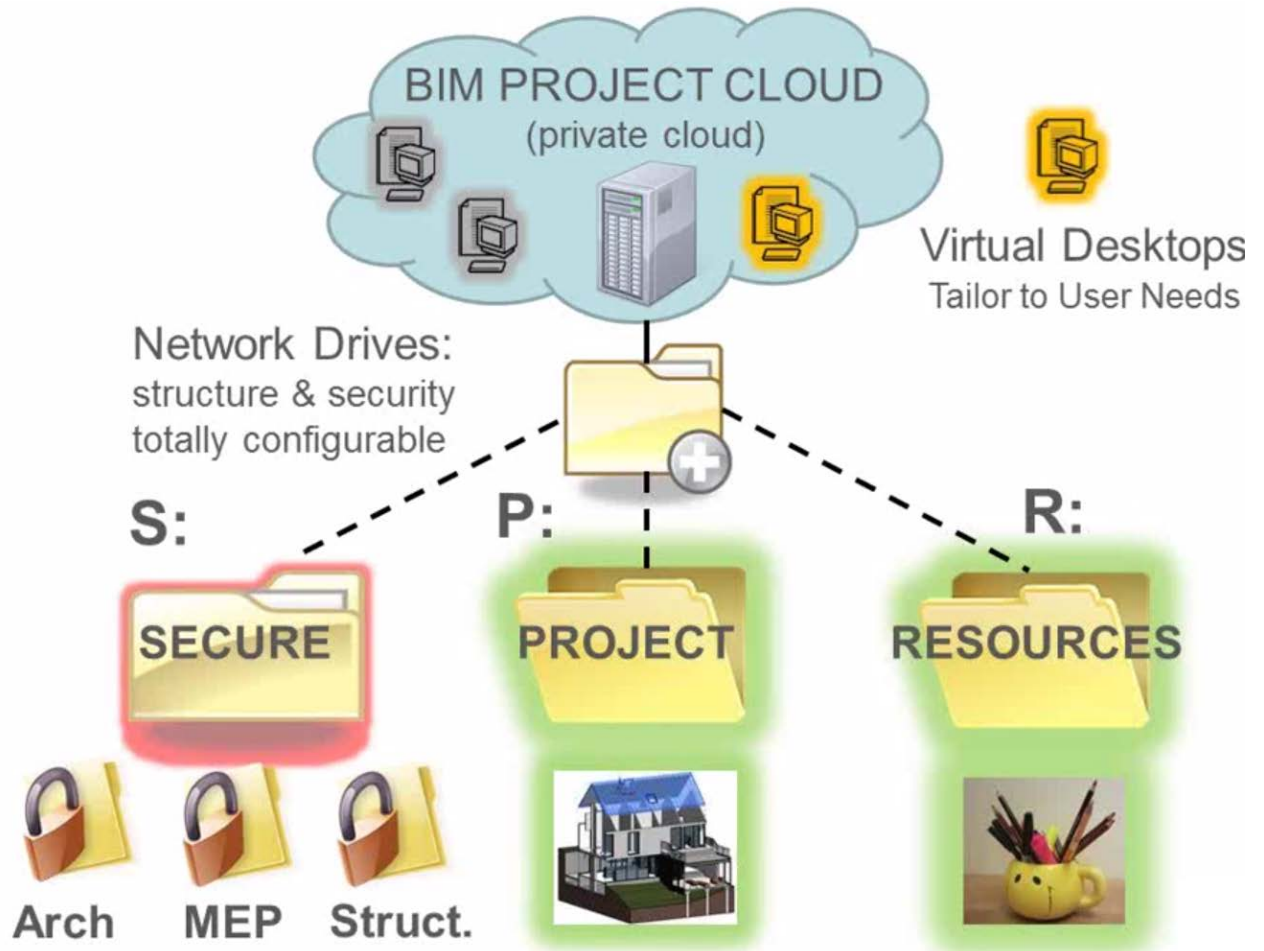 BIM PROJECT CLOUD
(private cloud)
Virtual Desktops
Tailor to User Needs
Network Drives:
structure & security
totally configurable
S:
P:
R:
SECURE
PROJECT
RESOURCES
Arch
MEP
Struct.